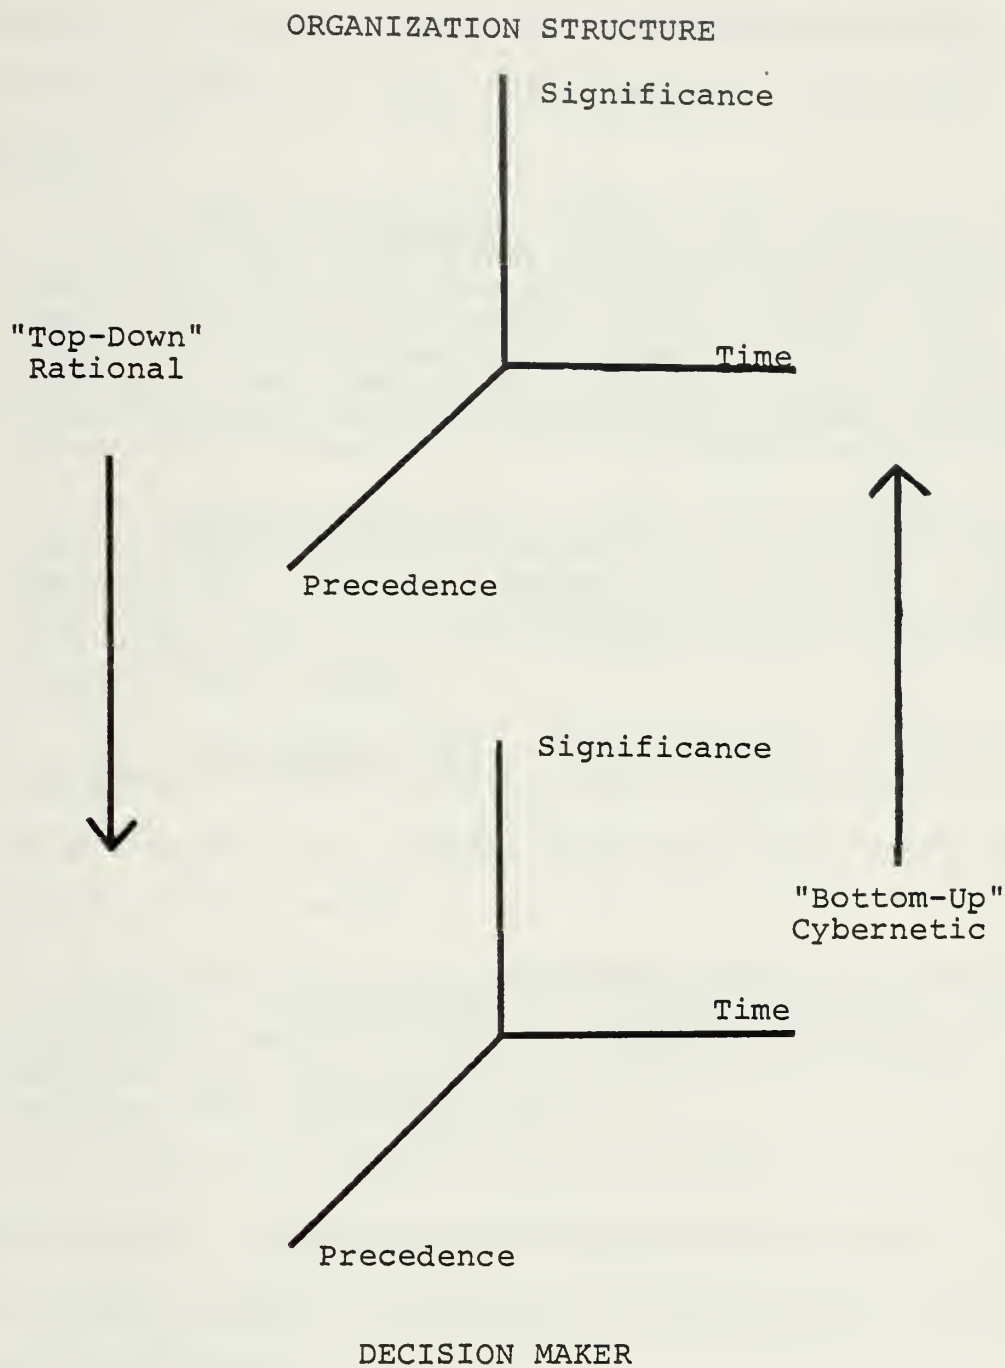 ORGANIZATION STRUCTURE
Significance
"Top-Down"
Rational
Time
Precedence
Significance
"Bottom-Up"
Cybernetic
Time
Precedence
DECISION MAKER